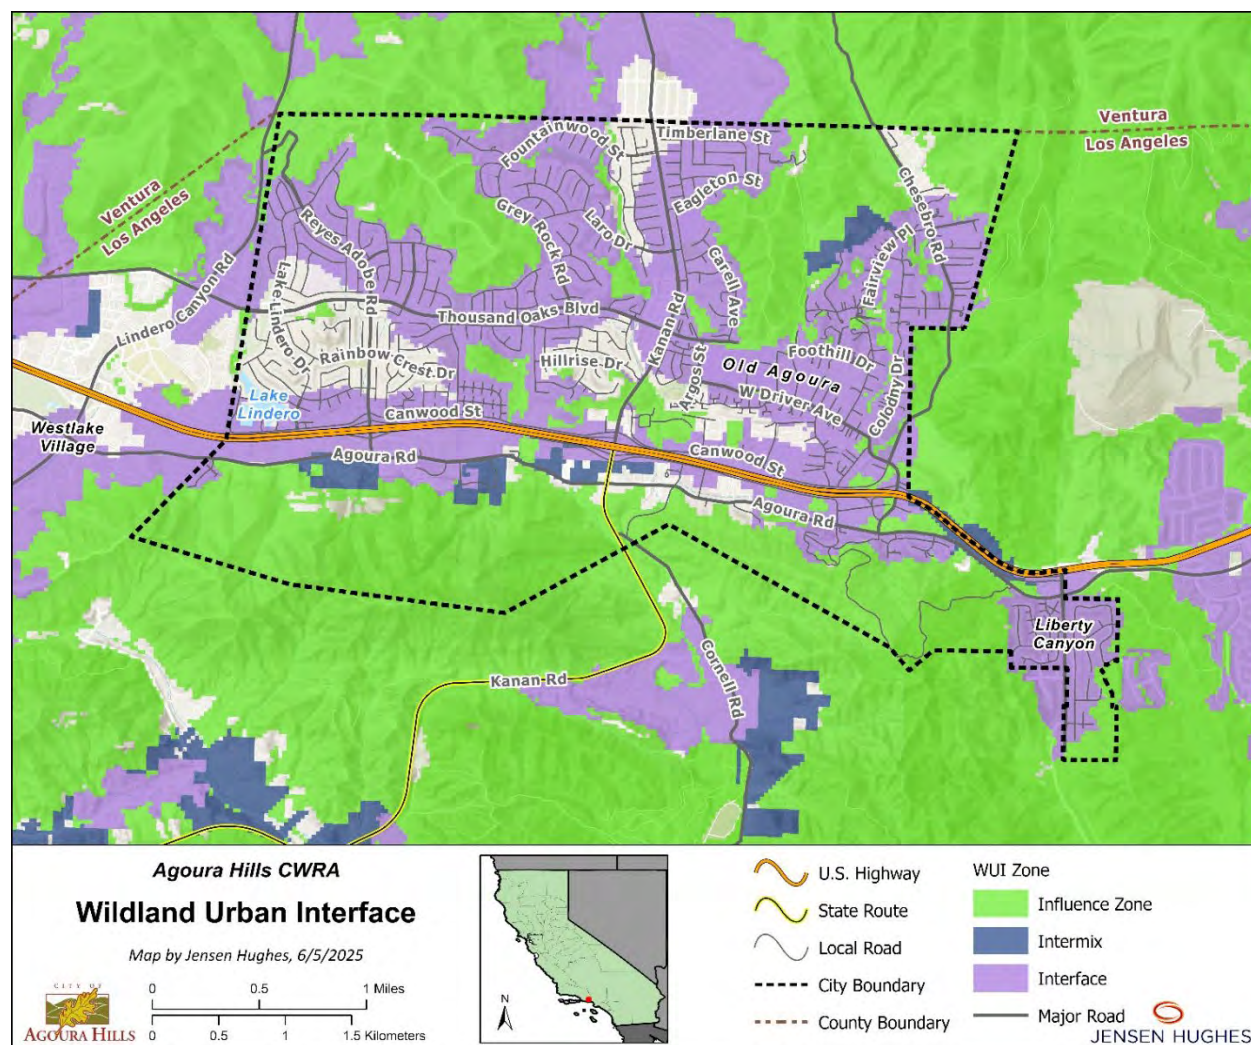 Ventura
Los Angeles
Ventura
Los Angeles
Timberlane St
Fountainwood St
Eagleton St
Chesebro Rd
Reyes Adobe Rd
Grey Rock Rd
Laro Dr
Carell Ave
Fairview Pl
Lindero Canyon Rd
Lake Lindero Dr
Thousand Oaks Blvd
Kanan Rd
Rainbow Crest Dr
Hillrise Dr
Argos St
Old Agoura
Foothill Dr
W Driver Ave
Colodny Dr
Lake
Lindero
Canwood St
Westlake
Village
Agoura Rd
Canwood St
Agoura Rd
Liberty
Canyon
Kanan Rd
Cornell Rd
Agoura Hills CWRA
Wildland Urban Interface
Map by Jensen Hughes, 6/5/2025
CITY OF
AGOURA HILLS
0 0.5 1 Miles
0 0.5 1 1.5 Kilometers
N
U.S. Highway
State Route
Local Road
City Boundary
County Boundary
WUI Zone
Influence Zone
Intermix
Interface
Major Road
JENSEN HUGHES